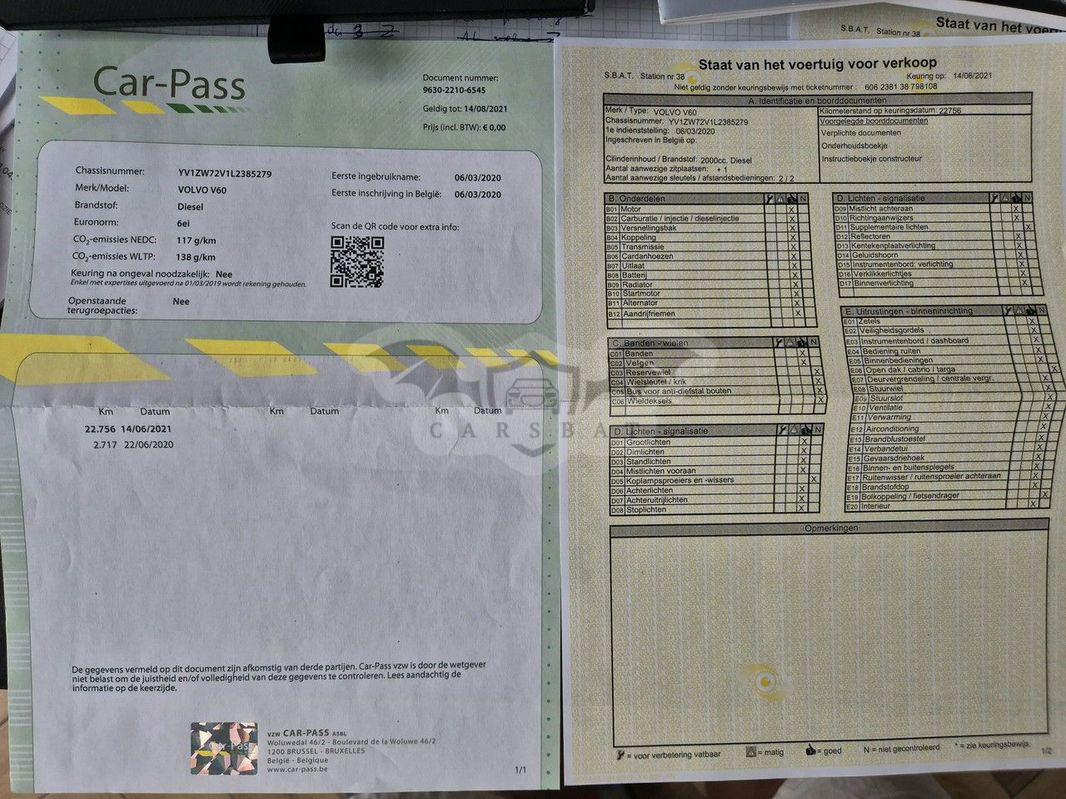 Car-Pass
Document nummer:
9630-2210-6545
Geldig tot: 14/08/2021
Prijs (incl. BTW): € 0,00
Chassisnummer: YV1ZW72V1L2385279
Merk/Model: VOLVO V60
Brandstof: Diesel
Euronorm: 6ei
CO2-emissies NEDC: 117 g/km
CO2-emissies WLTP: 138 g/km
Keuring na ongeval noodzakelijk: Nee
Enkel met expertises uitgevoerd na 01/03/2019 wordt rekening gehouden.
Openstaande terugroepacties: Nee
Eerste ingebruikname: 06/03/2020
Eerste inschrijving in België: 06/03/2020
Scan de QR code voor extra info:
Km Datum Km Datum Km Datum
22.756 14/06/2021
2.717 22/06/2020
De gegevens vermeld op dit document zijn afkomstig van derde partijen. Car-Pass vzw is door de wetgever
niet belast om de juistheid en/of volledigheid van deze gegevens te controleren. Lees aandachtig de
informatie op de keerzijde.
Car-Pass
VZW CAR-PASS ASBL
Woluwedal 46/2 - Boulevard de la Woluwe 46/2
1200 BRUSSEL - BRUXELLES
België - Belgique
www.car-pass.be
1/1
S.B.A.T. Station nr 38
Staat van het voer
Staat van het voertuig voor verkoop
S.B.A.T. Station nr 38
Keuring op: 14/06/2021
Niet geldig zonder keuringsbewijs met ticketnummer : 606 2381 38 798108
A. Identificatie en boorddocumenten
Merk / Type: VOLVO V60
Chassisnummer: YV1ZW72V1L2385279
1e indienststelling: 06/03/2020
Ingeschreven in België op:
Cilinderinhoud / Brandstof: 2000cc. Diesel
Aantal aanwezige zitplaatsen: + 1
Aantal aanwezige sleutels / afstandsbedieningen: 2 / 2
Kilometerstand op keuringsdatum: 22756
Voorgelegde boorddocumenten
Verplichte documenten
Onderhoudsboekje
Instructieboekje constructeur
B. Onderdelen N
B01 Motor X
B02 Carburatie / injectie / dieselinjectie X
B03 Versnellingsbak X
B04 Koppeling X
B05 Transmissie X
B06 Cardanhoezen X
B07 Uitlaat X
B08 Batterij X
B09 Radiator X
B10 Startmotor X
B11 Alternator X
B12 Aandrijfriemen X
C. Banden - wielen N
C01 Banden X
C02 Velgen X
C03 Reservewiel X
C04 Wielsleutel / krik X
C05 Bus voor anti-diefstal bouten X
C06 Wieldeksels X
D. Lichten - signalisatie N
D01 Grootlichten X
D02 Dimlichten X
D03 Standlichten X
D04 Mistlichten vooraan X
D05 Koplampsproeiers en -wissers X
D06 Achterlichten X
D07 Achteruitrijlichten X
D08 Stoplichten X
D. Lichten - signalisatie N
D09 Mistlicht achteraan X
D10 Richtingaanwijzers X
D11 Supplementaire lichten X
D12 Reflectoren X
D13 Kentekenplaatverlichting X
D14 Geluidshoorn X
D15 Instrumentenbord: verlichting X
D16 Verklikkerlichtjes X
D17 Binnenverlichting X
E. Uitrustingen - binneninrichting N
E01 Zetels X
E02 Veiligheidsgordels X
E03 Instrumentenbord / dashboard X
E04 Bediening ruiten X
E05 Binnenbedieningen X
E06 Open dak / cabrio / targa X
E07 Deurvergrendeling / centrale vergr. X
E08 Stuurwiel X
E09 Stuurslot X
E10 Ventilatie X
E11 Verwarming X
E12 Airconditioning X
E13 Brandblustoestel X
E14 Verbandetui X
E15 Gevaarsdriehoek X
E16 Binnen- en buitenspiegels X
E17 Ruitenwisser / ruitensproeier achteraan X
E18 Brandstofdop X
E19 Bolkoppeling / fietsendrager X
E20 Interieur X
Opmerkingen
= voor verbetering vatbaar = matig = goed N = niet gecontroleerd * = zie keuringsbewijs
1/2